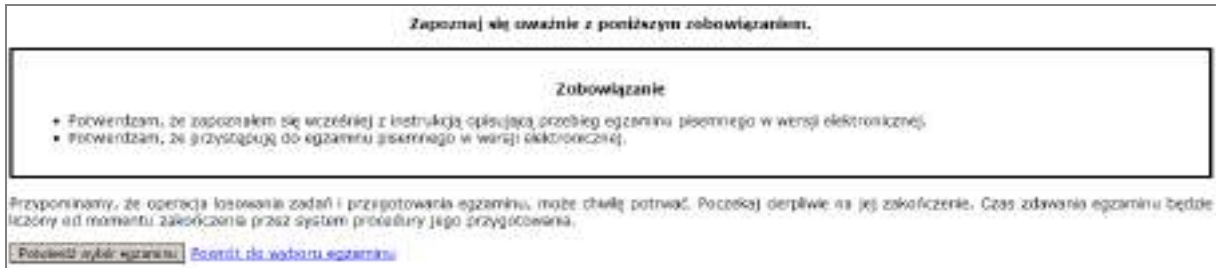 Zapoznaj się uważnie z poniższym zobowiązaniem.
Zobowiązanie
• Potwierdzam, że zapoznałem się wcześniej z instrukcją opisującą przebieg egzaminu pisemnego w wersji elektronicznej.
• Potwierdzam, że przystępuję do egzaminu pisemnego w wersji elektronicznej.
Przypominamy, że operacja losowania zadań i przygotowania egzaminu, może chwilę potrwać. Poczekaj cierpliwie na jej zakończenie. Czas zdawania egzaminu będzie
liczony od momentu zakończenia przez system procedury jego przygotowania.
Potwierdź wybór egzaminu Powrót do wyboru egzaminu